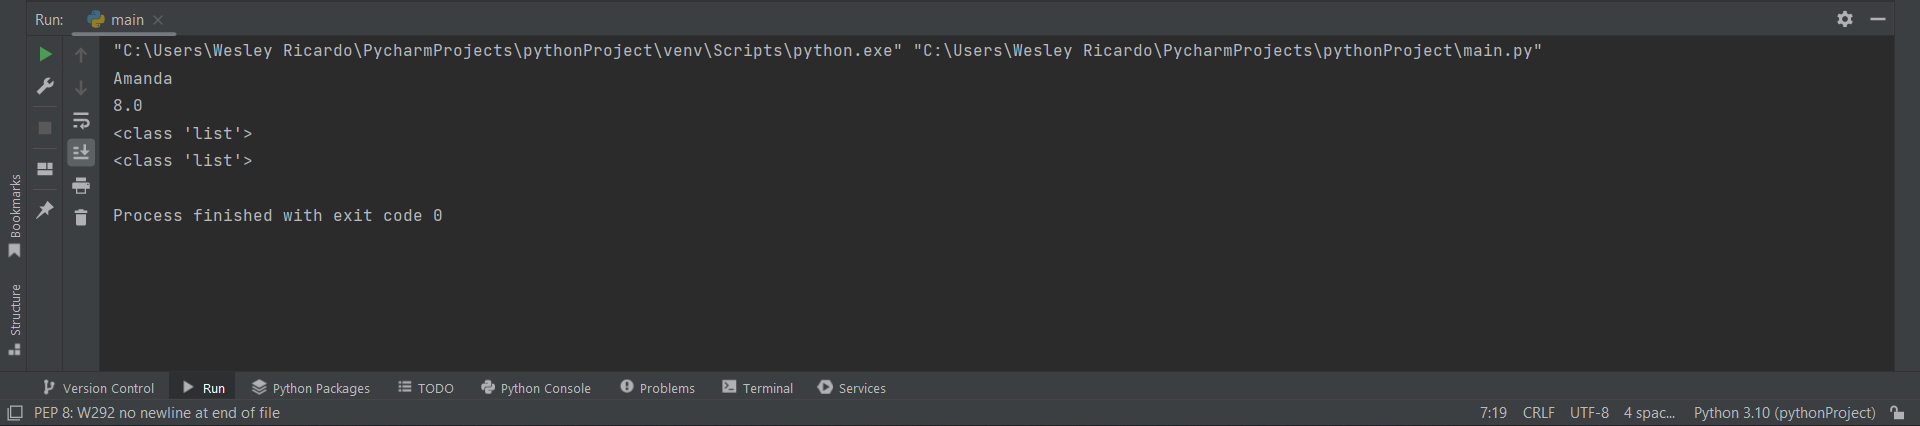 Run: main
"C:\Users\Wesley Ricardo\PycharmProjects\pythonProject\venv\Scripts\python.exe" "C:\Users\Wesley Ricardo\PycharmProjects\pythonProject\main.py"
Amanda
8.0
<class 'list'>
<class 'list'>
Process finished with exit code 0
Bookmarks
Structure
Version Control Run Python Packages TODO Python Console Problems Terminal Services
PEP 8: W292 no newline at end of file 7:19 CRLF UTF-8 4 spac... Python 3.10 (pythonProject)